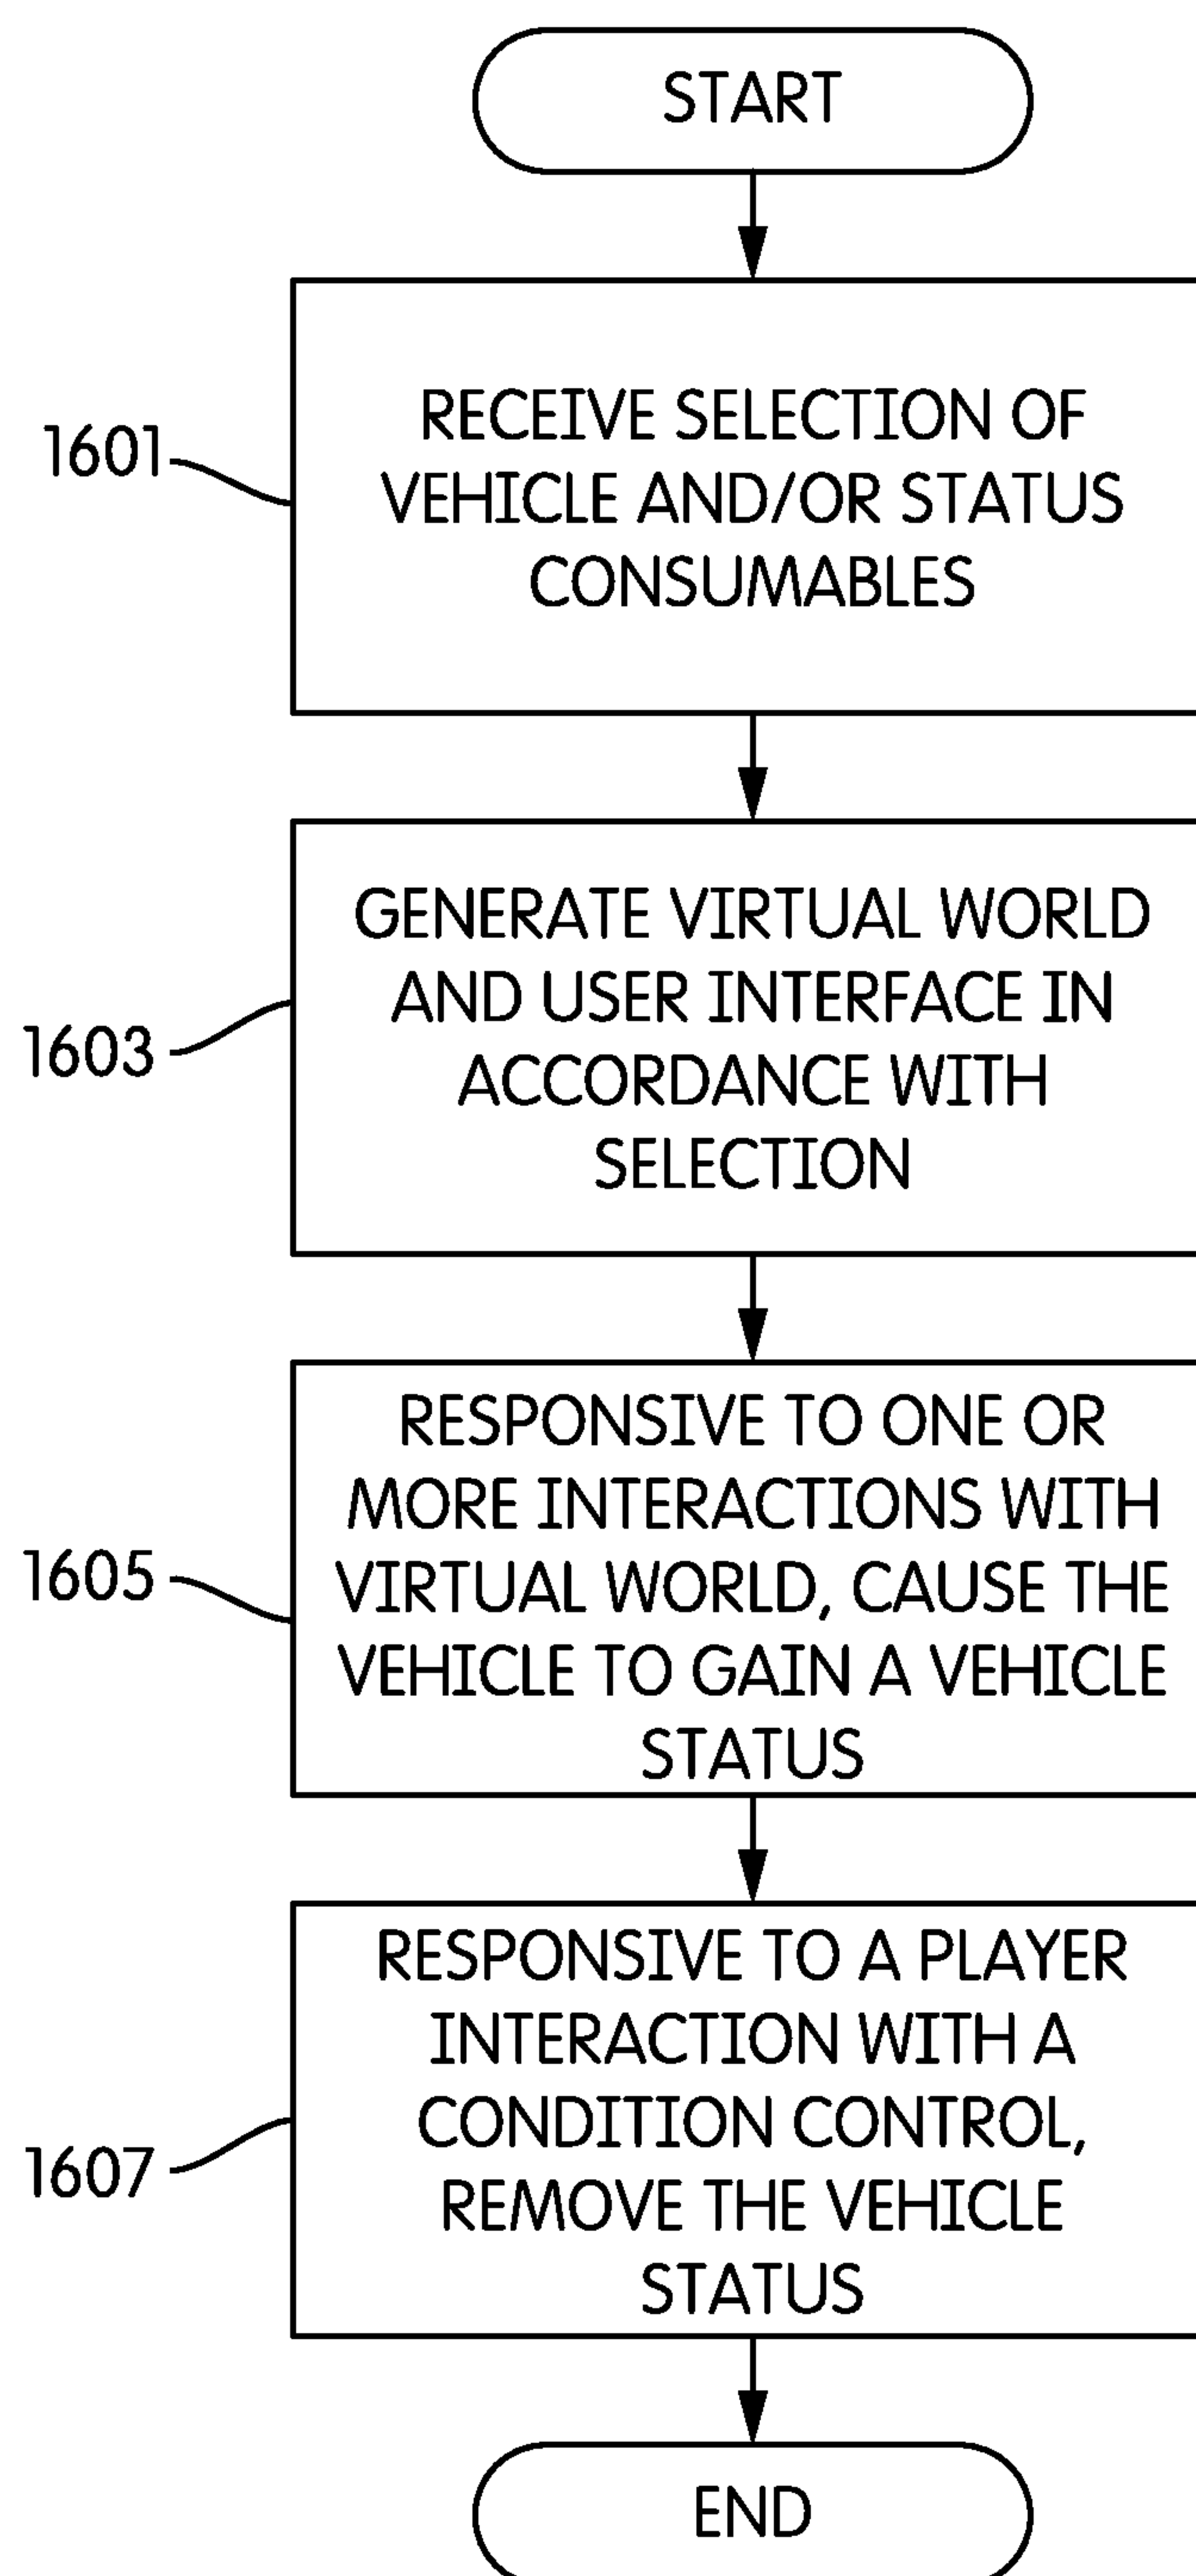 START
1601
RECEIVE SELECTION OF
VEHICLE AND/OR STATUS
CONSUMABLES
1603
GENERATE VIRTUAL WORLD
AND USER INTERFACE IN
ACCORDANCE WITH
SELECTION
1605
RESPONSIVE TO ONE OR
MORE INTERACTIONS WITH
VIRTUAL WORLD, CAUSE THE
VEHICLE TO GAIN A VEHICLE
STATUS
1607
RESPONSIVE TO A PLAYER
INTERACTION WITH A
CONDITION CONTROL,
REMOVE THE VEHICLE
STATUS
END